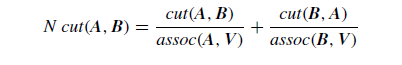 N cut(A, B) = cut(A, B) / assoc(A, V) + cut(B, A) / assoc(B, V)